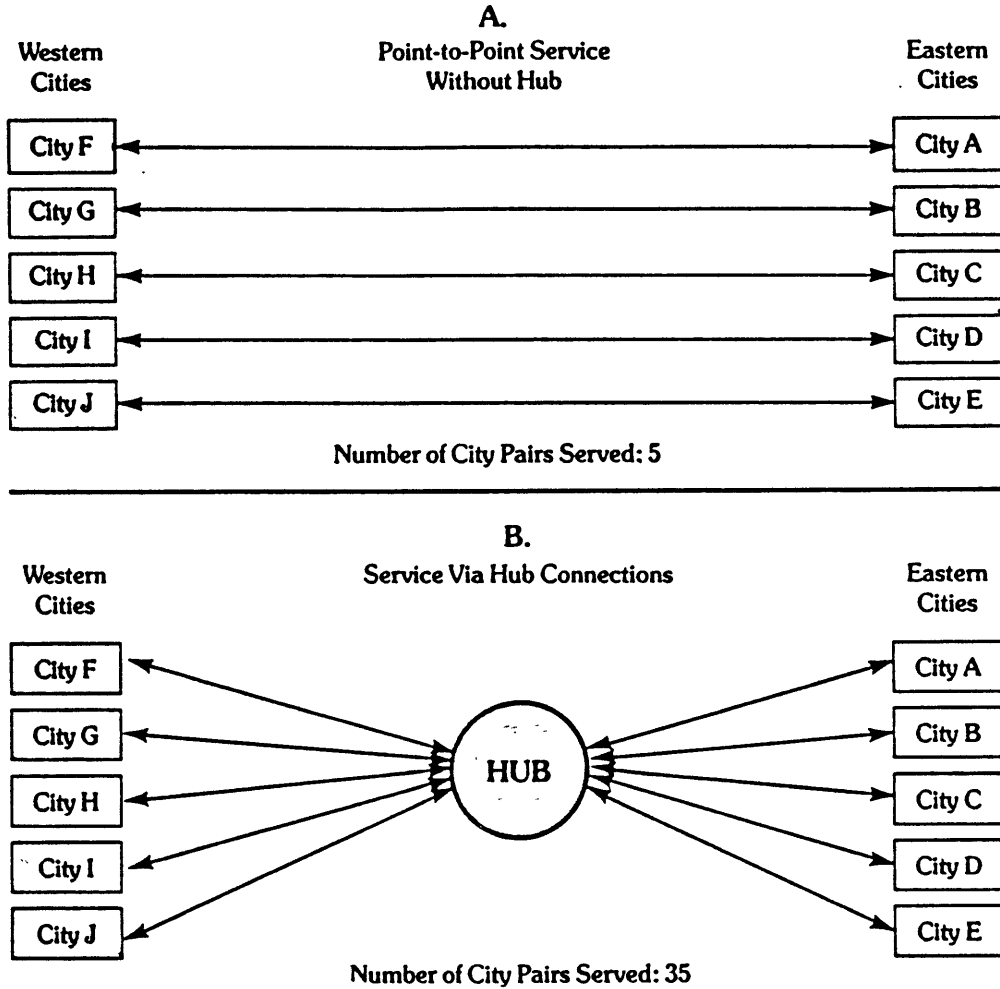 A.
Western
Cities
Point-to-Point Service
Without Hub
Eastern
Cities
City F
City A
City G
City B
City H
City C
City I
City D
City J
City E
Number of City Pairs Served: 5
B.
Western
Cities
Service Via Hub Connections
Eastern
Cities
City F
City A
City G
City B
HUB
City H
City C
City I
City D
City J
City E
Number of City Pairs Served: 35